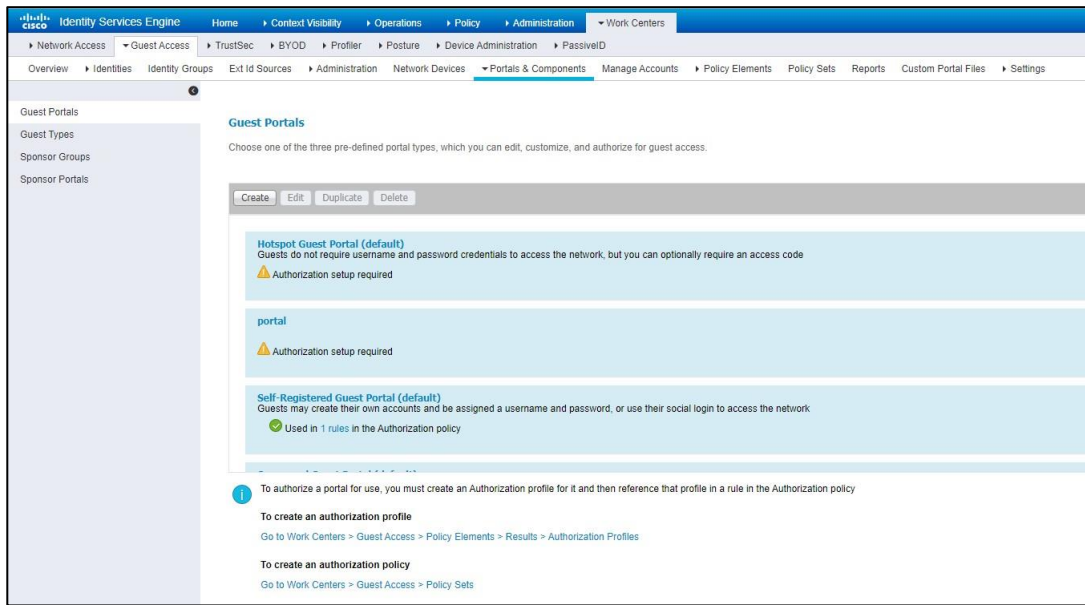 cisco Identity Services Engine Home Context Visibility Operations Policy Administration Work Centers
Network Access Guest Access TrustSec BYOD Profiler Posture Device Administration PassiveID
Overview Identities Identity Groups Ext Id Sources Administration Network Devices Portals & Components Manage Accounts Policy Elements Policy Sets Reports Custom Portal Files Settings
Guest Portals
Guest Types
Sponsor Groups
Sponsor Portals
Guest Portals
Choose one of the three pre-defined portal types, which you can edit, customize, and authorize for guest access.
Create Edit Duplicate Delete
Hotspot Guest Portal (default)
Guests do not require username and password credentials to access the network, but you can optionally require an access code
Authorization setup required
portal
Authorization setup required
Self-Registered Guest Portal (default)
Guests may create their own accounts and be assigned a username and password, or use their social login to access the network
Used in 1 rules in the Authorization policy
To authorize a portal for use, you must create an Authorization profile for it and then reference that profile in a rule in the Authorization policy
To create an authorization profile
Go to Work Centers > Guest Access > Policy Elements > Results > Authorization Profiles
To create an authorization policy
Go to Work Centers > Guest Access > Policy Sets